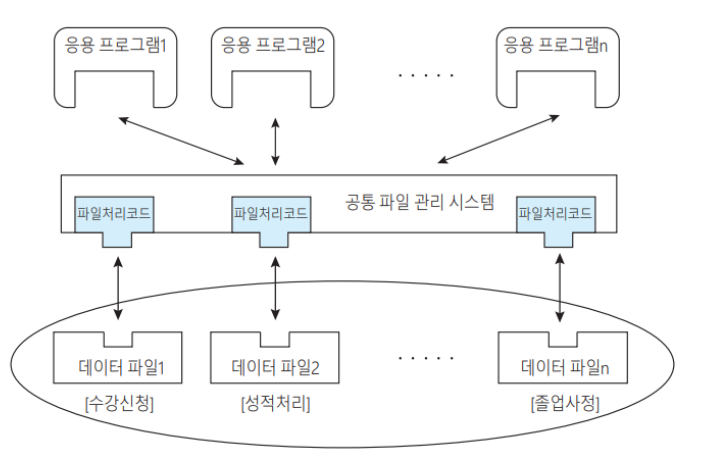 응용 프로그램1
응용 프로그램2
· · · · ·
응용 프로그램n
공통 파일 관리 시스템
파일처리코드
파일처리코드
파일처리코드
데이터 파일1
데이터 파일2
· · · · ·
데이터 파일n
[수강신청]
[성적처리]
[졸업사정]